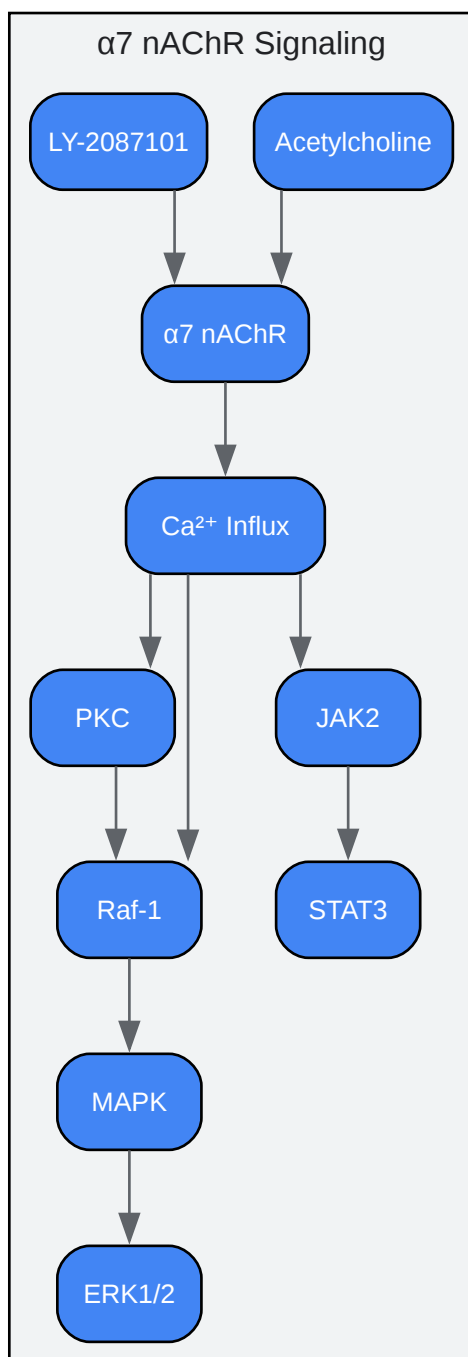 α7 nAChR Signaling
LY-2087101
Acetylcholine
α7 nAChR
Ca²⁺ Influx
PKC
JAK2
Raf-1
STAT3
MAPK
ERK1/2